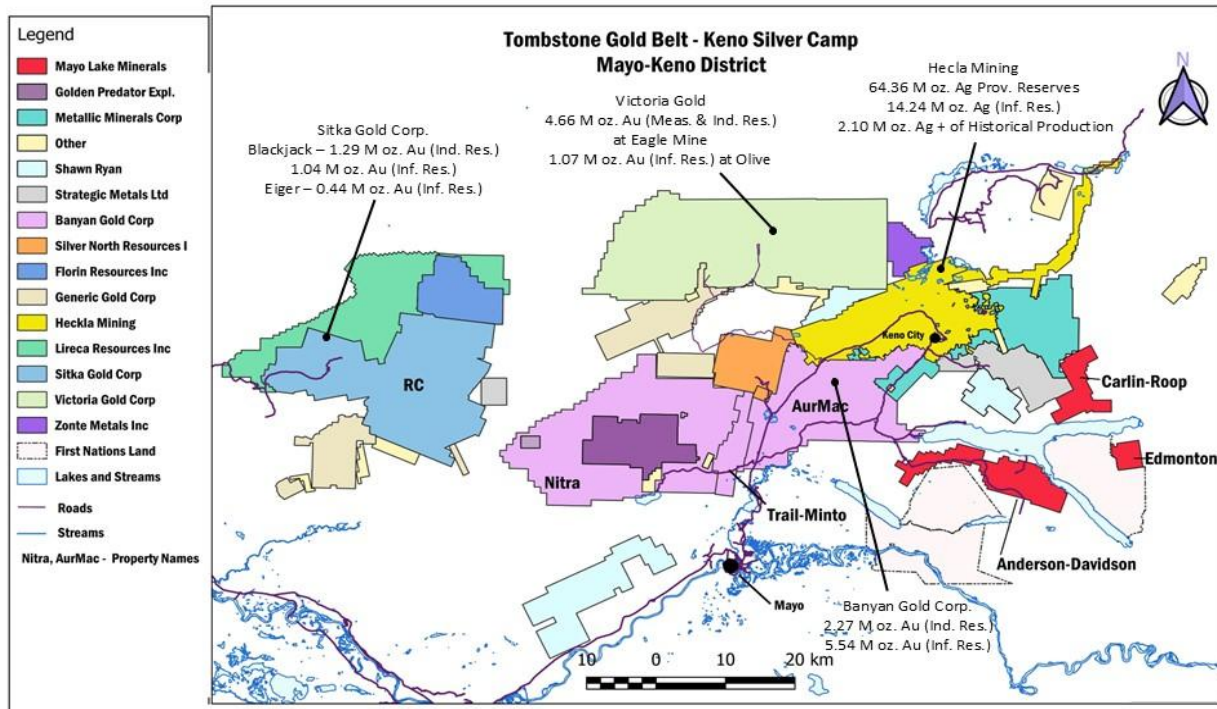 Legend
Mayo Lake Minerals
Golden Predator Expl.
Metallic Minerals Corp
Other
Shawn Ryan
Strategic Metals Ltd
Banyan Gold Corp
Silver North Resources I
Florin Resources Inc
Generic Gold Corp
Heckla Mining
Lireca Resources Inc
Sitka Gold Corp
Victoria Gold Corp
Zonte Metals Inc
First Nations Land
Lakes and Streams
Roads
Streams
Nitra, AurMac - Property Names
Tombstone Gold Belt - Keno Silver Camp
Mayo-Keno District
N
Sitka Gold Corp.
Blackjack – 1.29 M oz. Au (Ind. Res.)
1.04 M oz. Au (Inf. Res.)
Eiger – 0.44 M oz. Au (Inf. Res.)
Victoria Gold
4.66 M oz. Au (Meas. & Ind. Res.)
at Eagle Mine
1.07 M oz. Au (Inf. Res.) at Olive
Hecla Mining
64.36 M oz. Ag Prov. Reserves
14.24 M oz. Ag (Inf. Res.)
2.10 M oz. Ag + of Historical Production
Keno City
RC
AurMac
Carlin-Roop
Edmonton
Nitra
Trail-Minto
Anderson-Davidson
Mayo
Banyan Gold Corp.
2.27 M oz. Au (Ind. Res.)
5.54 M oz. Au (Inf. Res.)
10 0 10 20 km